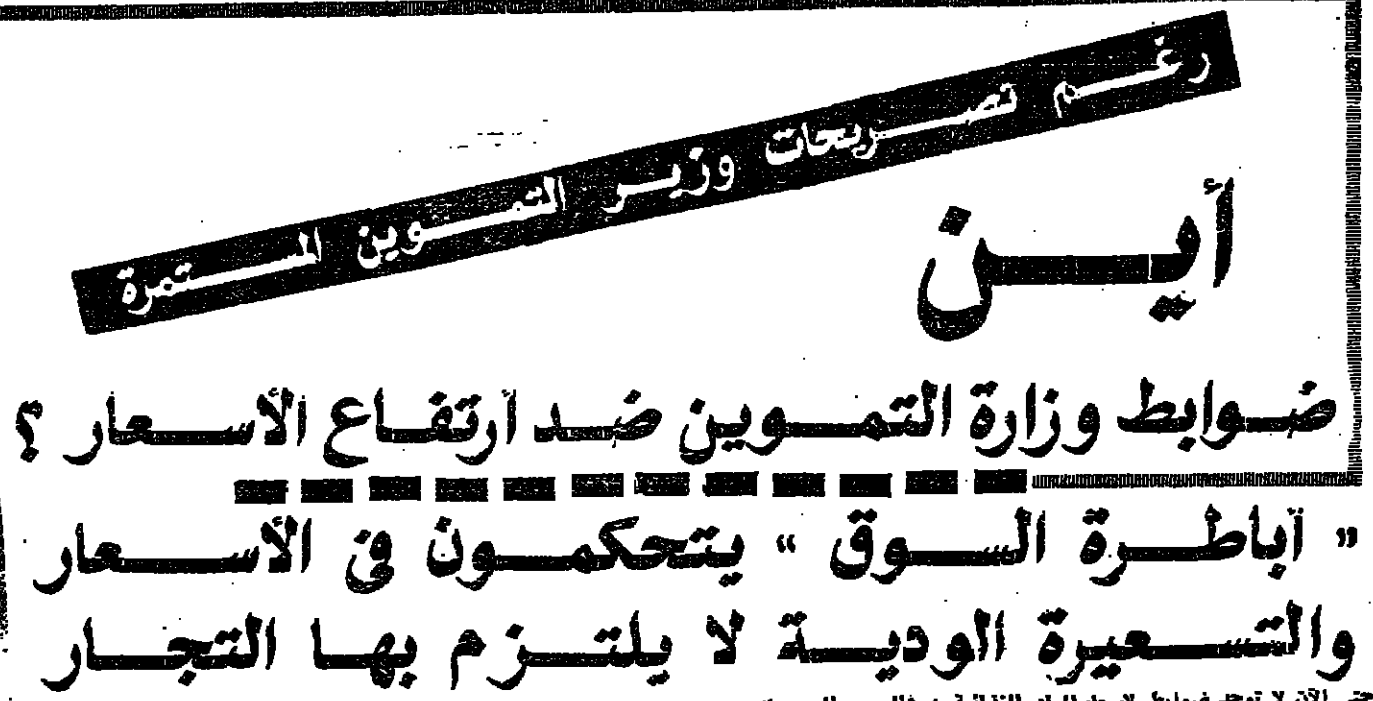 رغم تصريحات وزير التموين المستمرة
أين
ضوابط وزارة التموين ضد أرتفاع الأسعار ؟
" أباطرة السوق " يتحكمون في الأسعار
والتسعيرة الودية لا يلتزم بها التجار